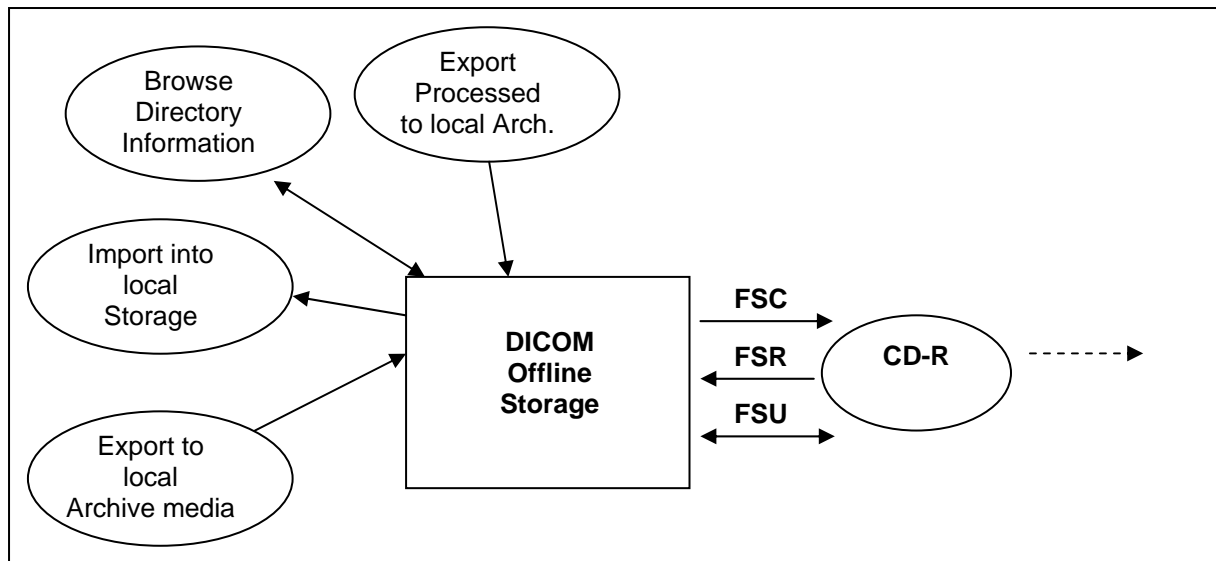 Browse
Directory
Information
Export
Processed
to local Arch.
Import into
local
Storage
Export to
local
Archive media
DICOM
Offline
Storage
FSC
FSR
FSU
CD-R